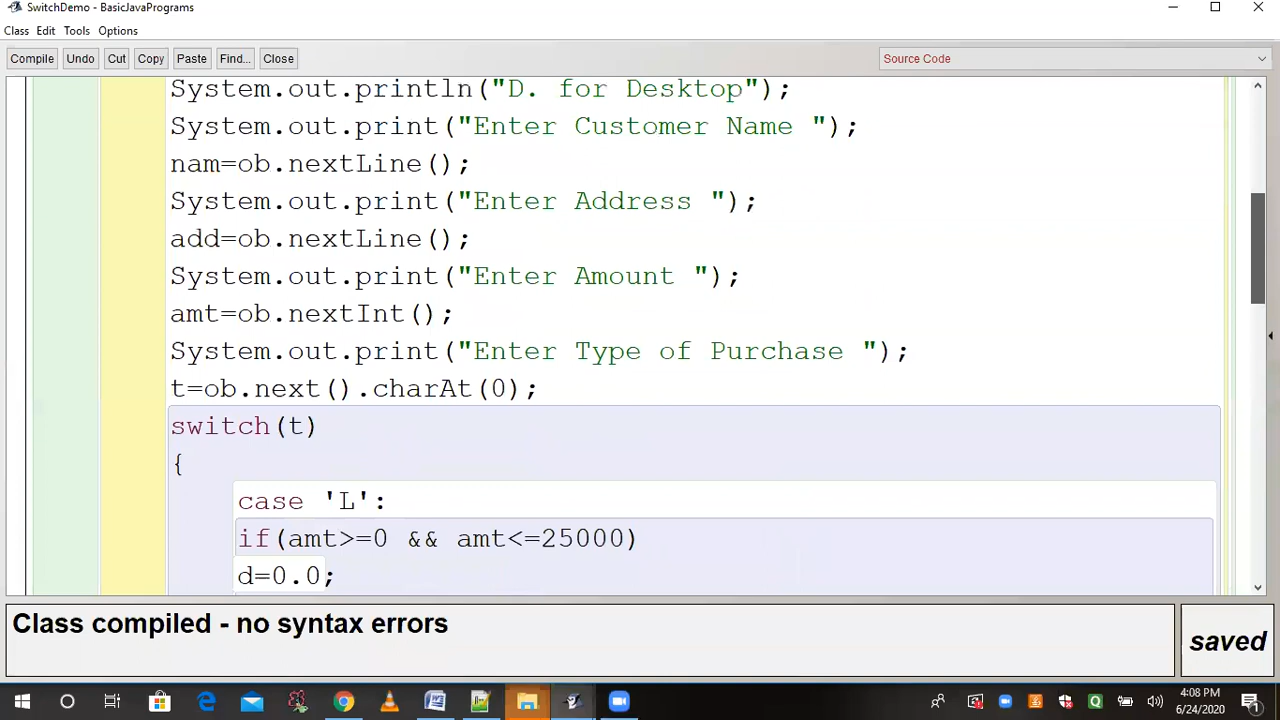 SwitchDemo - BasicJavaPrograms
Class Edit Tools Options
Compile Undo Cut Copy Paste Find... Close Source Code
System.out.println("D. for Desktop");
System.out.print("Enter Customer Name ");
nam=ob.nextLine();
System.out.print("Enter Address ");
add=ob.nextLine();
System.out.print("Enter Amount ");
amt=ob.nextInt();
System.out.print("Enter Type of Purchase ");
t=ob.next().charAt(0);
switch(t)
{
case 'L':
if(amt>=0 && amt<=25000)
d=0.0;
Class compiled - no syntax errors
saved
4:08 PM
6/24/2020